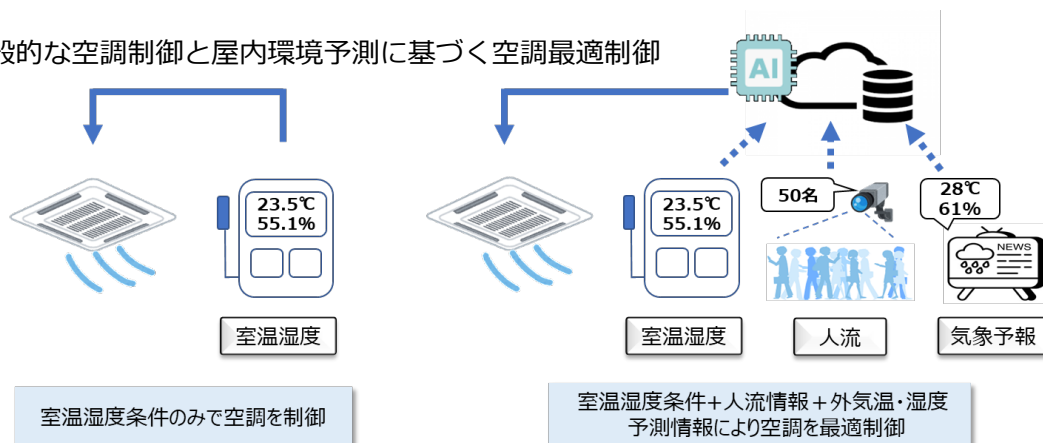 般的な空調制御と屋内環境予測に基づく空調最適制御
AI
23.5℃
55.1%
室温湿度
室温湿度条件のみで空調を制御
23.5℃
55.1%
室温湿度
50名
人流
28℃
61%
NEWS
気象予報
室温湿度条件+人流情報+外気温・湿度
予測情報により空調を最適制御